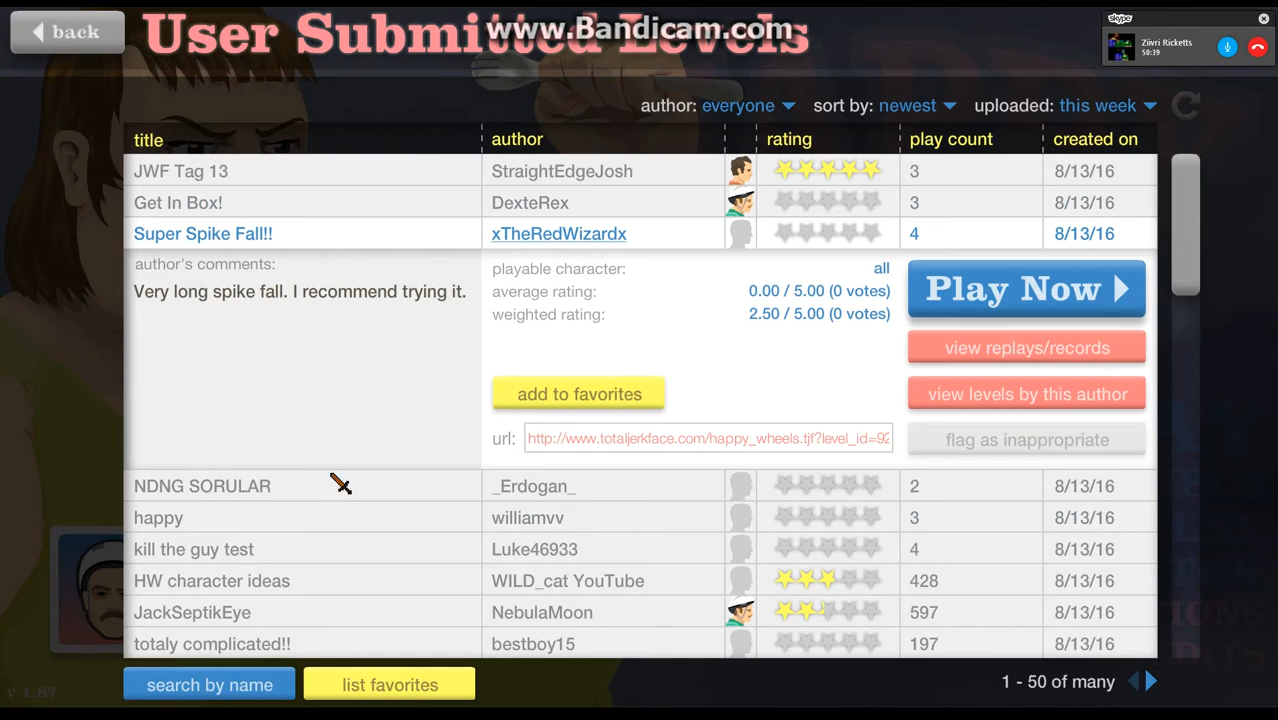 back
User Submitted Levels
www.Bandicam.com
skype
Ziivri Ricketts
50:39
author: everyone sort by: newest uploaded: this week
title author rating play count created on
JWF Tag 13 StraightEdgeJosh 3 8/13/16
Get In Box! DexteRex 3 8/13/16
Super Spike Fall!! xTheRedWizardx 4 8/13/16
author's comments:
Very long spike fall. I recommend trying it.
playable character: all
average rating: 0.00 / 5.00 (0 votes)
weighted rating: 2.50 / 5.00 (0 votes)
Play Now
view replays/records
add to favorites
view levels by this author
url: http://www.totaljerkface.com/happy_wheels.tjf?level_id=92
flag as inappropriate
NDNG SORULAR _Erdogan_ 2 8/13/16
happy williamvv 3 8/13/16
kill the guy test Luke46933 4 8/13/16
HW character ideas WILD_cat YouTube 428 8/13/16
JackSeptikEye NebulaMoon 597 8/13/16
totaly complicated!! bestboy15 197 8/13/16
search by name
list favorites
1 - 50 of many
v 1.87